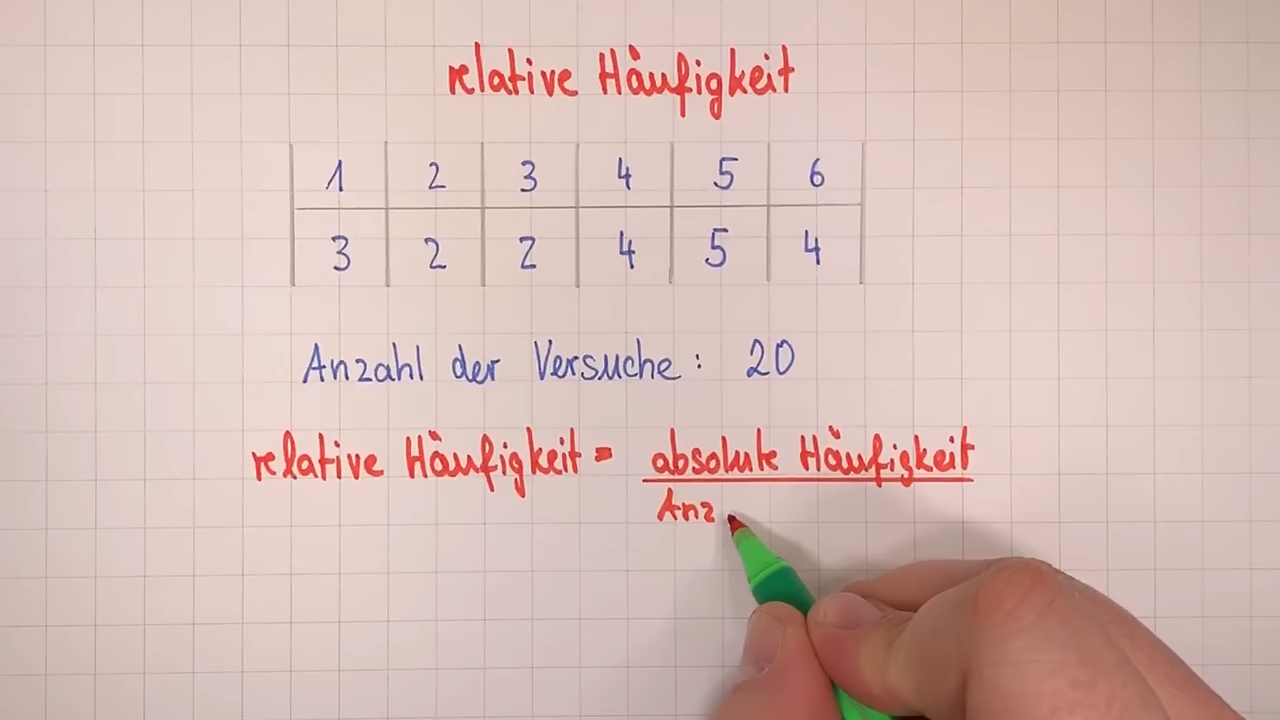 relative Häufigkeit
1 2 3 4 5 6
3 2 2 4 5 4
Anzahl der Versuche: 20
relative Häufigkeit = absolute Häufigkeit
Anz